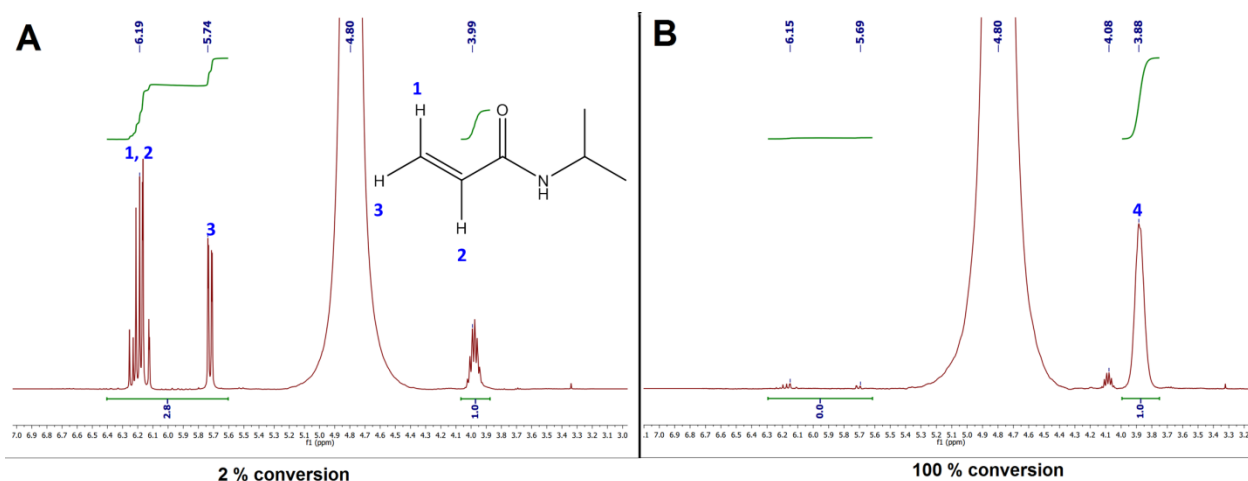 A
6.19
5.74
4.80
3.99
1
O
1, 2
H
H
N
H
3
3
H
2
2.8
1.0
7.0 6.9 6.8 6.7 6.6 6.5 6.4 6.3 6.2 6.1 6.0 5.9 5.8 5.7 5.6 5.5 5.4 5.3 5.2 5.1 5.0 4.9 4.8 4.7 4.6 4.5 4.4 4.3 4.2 4.1 4.0 3.9 3.8 3.7 3.6 3.5 3.4 3.3 3.2 3.1 3.0
f1 (ppm)
2 % conversion
B
6.15
5.69
4.80
4.08
3.88
4
0.0
1.0
.1 7.0 6.9 6.8 6.7 6.6 6.5 6.4 6.3 6.2 6.1 6.0 5.9 5.8 5.7 5.6 5.5 5.4 5.3 5.2 5.1 5.0 4.9 4.8 4.7 4.6 4.5 4.4 4.3 4.2 4.1 4.0 3.9 3.8 3.7 3.6 3.5 3.4 3.3 3.2
f1 (ppm)
100 % conversion